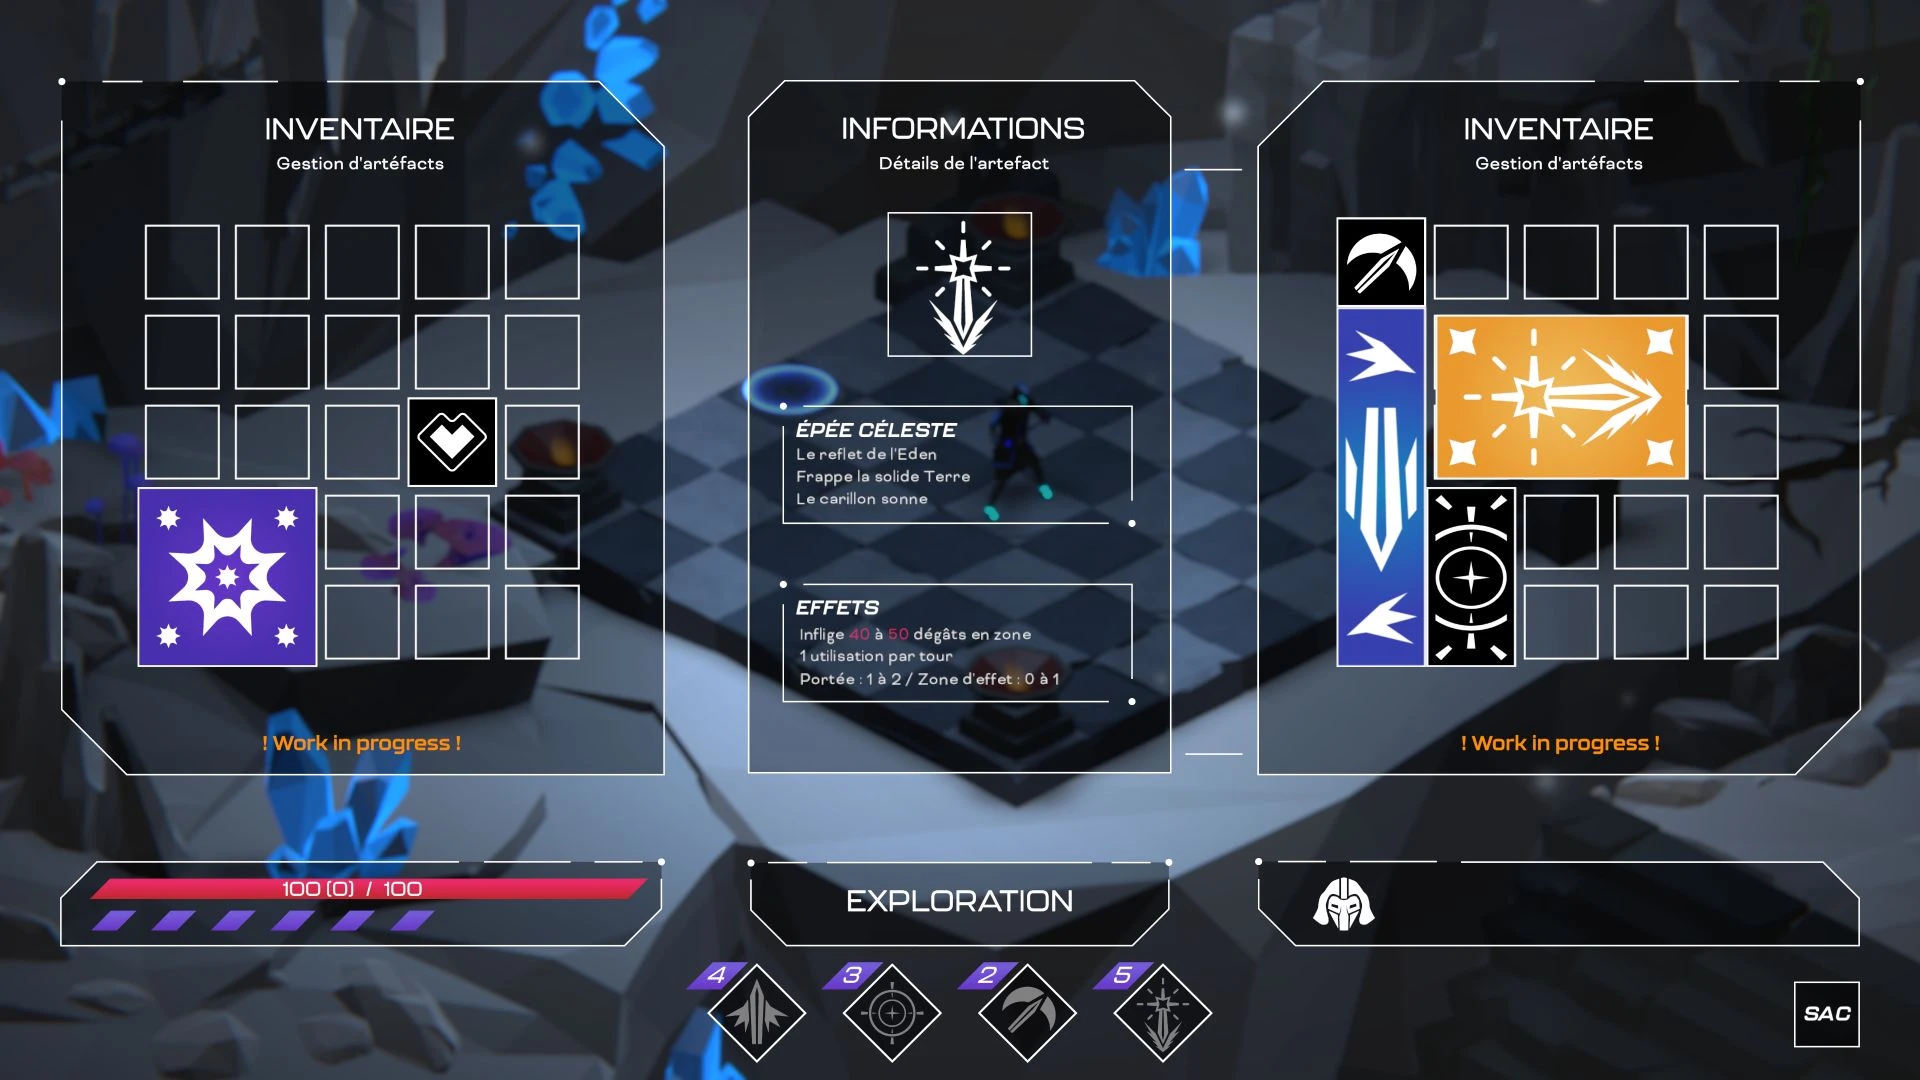 INVENTAIRE
Gestion d'artéfacts
! Work in progress !
INFORMATIONS
Détails de l'artefact
ÉPÉE CÉLESTE
Le reflet de l'Eden
Frappe la solide Terre
Le carillon sonne
EFFETS
Inflige 40 à 50 dégâts en zone
1 utilisation par tour
Portée : 1 à 2 / Zone d'effet : 0 à 1
INVENTAIRE
Gestion d'artéfacts
! Work in progress !
100 (0) / 100
EXPLORATION
4
3
2
5
SAC